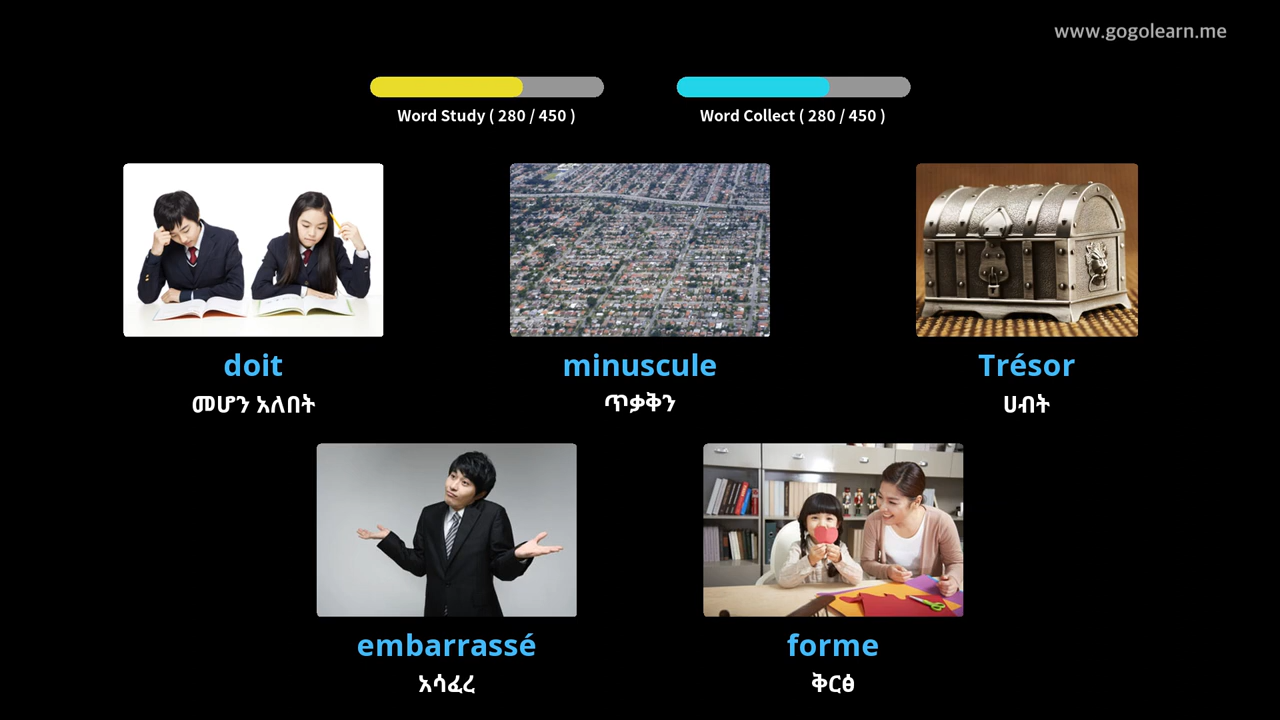 www.gogolearn.me
Word Study ( 280 / 450 )
Word Collect ( 280 / 450 )
doit
መሆን አለበት
minuscule
ጥቃቅን
Trésor
ሀብት
embarrassé
አሳፈረ
forme
ቅርፅ